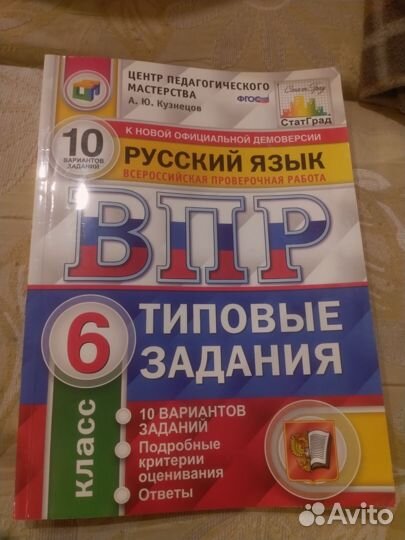 ЦЕНТР ПЕДАГОГИЧЕСКОГО
МАСТЕРСТВА
А. Ю. Кузнецов
ФГОС
СтатГрад
СтатГрад
К НОВОЙ ОФИЦИАЛЬНОЙ ДЕМОВЕРСИИ
10
ВАРИАНТОВ
ЗАДАНИЙ
РУССКИЙ ЯЗЫК
ВСЕРОССИЙСКАЯ ПРОВЕРОЧНАЯ РАБОТА
ВПР
6
класс
ТИПОВЫЕ
ЗАДАНИЯ
• 10 ВАРИАНТОВ
ЗАДАНИЙ
• Подробные
критерии
оценивания
• Ответы
Avito